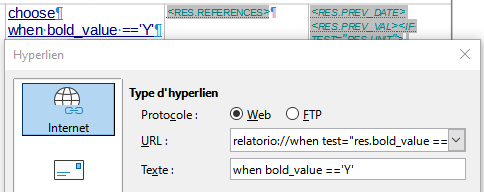 choose¶
when·bold_value·=='Y'¶
<RES.REFERENCES>¶
<RES.PREV_DATE>
<RES.PREV_VAL><IF
TEST="RES.UNIT">
Hyperlien
Internet
Type d'hyperlien
Protocole : Web FTP
URL : relatorio://when test="res.bold_value ==
Texte : when bold_value =='Y'